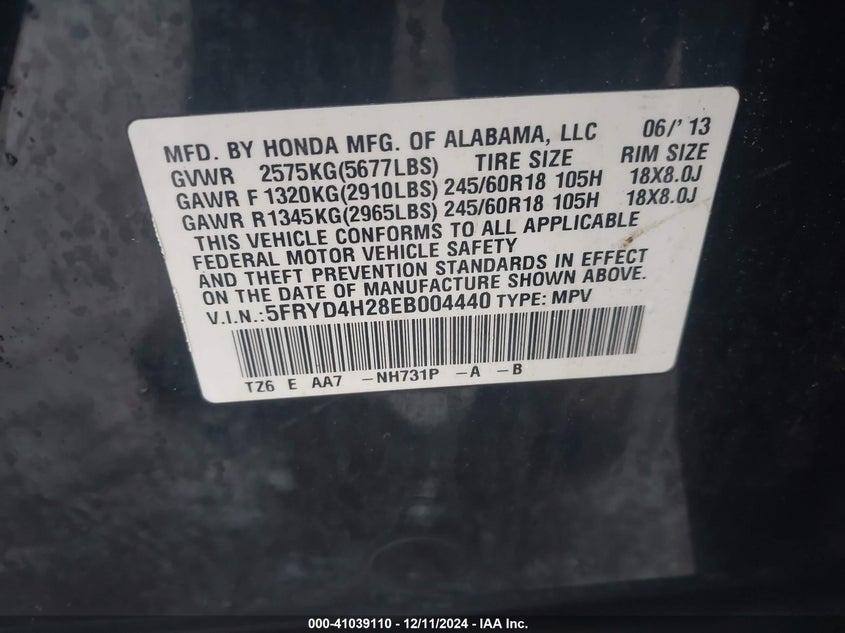 MFD. BY HONDA MFG. OF ALABAMA, LLC 06/'13
GVWR 2575KG(5677LBS) TIRE SIZE RIM SIZE
GAWR F 1320KG(2910LBS) 245/60R18 105H 18X8.0J
GAWR R1345KG(2965LBS) 245/60R18 105H 18X8.0J
THIS VEHICLE CONFORMS TO ALL APPLICABLE
FEDERAL MOTOR VEHICLE SAFETY
AND THEFT PREVENTION STANDARDS IN EFFECT
ON THE DATE OF MANUFACTURE SHOWN ABOVE.
V.I.N.:5FRYD4H28EB004440 TYPE: MPV
TZ6 E AA7 -NH731P -A -B
000-41039110 - 12/11/2024 - IAA Inc.